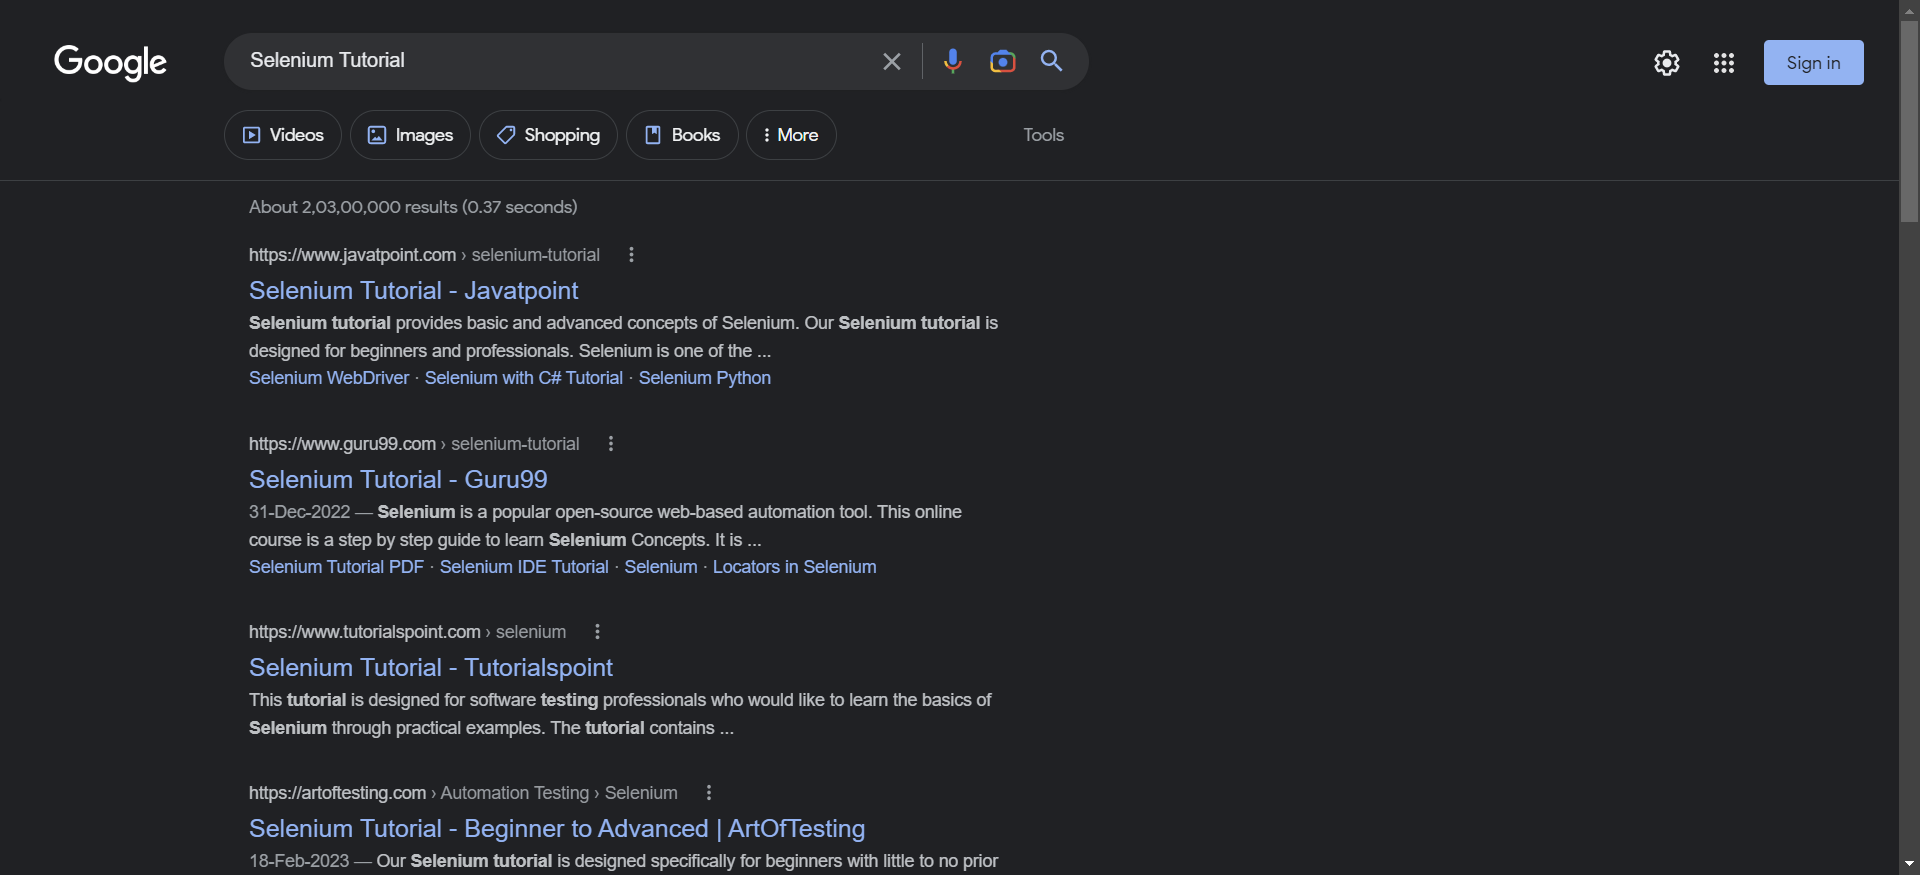 Google
Selenium Tutorial
Sign in
Videos
Images
Shopping
Books
More
Tools
About 2,03,00,000 results (0.37 seconds)
https://www.javatpoint.com › selenium-tutorial
Selenium Tutorial - Javatpoint
Selenium tutorial provides basic and advanced concepts of Selenium. Our Selenium tutorial is
designed for beginners and professionals. Selenium is one of the ...
Selenium WebDriver · Selenium with C# Tutorial · Selenium Python
https://www.guru99.com › selenium-tutorial
Selenium Tutorial - Guru99
31-Dec-2022 — Selenium is a popular open-source web-based automation tool. This online
course is a step by step guide to learn Selenium Concepts. It is ...
Selenium Tutorial PDF · Selenium IDE Tutorial · Selenium · Locators in Selenium
https://www.tutorialspoint.com › selenium
Selenium Tutorial - Tutorialspoint
This tutorial is designed for software testing professionals who would like to learn the basics of
Selenium through practical examples. The tutorial contains ...
https://artoftesting.com › Automation Testing › Selenium
Selenium Tutorial - Beginner to Advanced | ArtOfTesting
18-Feb-2023 — Our Selenium tutorial is designed specifically for beginners with little to no prior